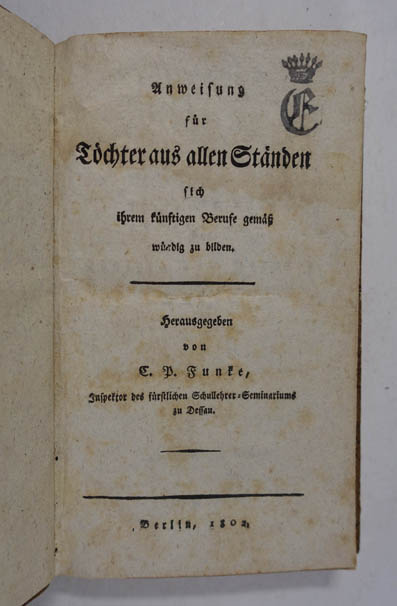 Anweisung
für
Töchter aus allen Ständen
sich
ihrem künftigen Berufe gemäß
würdig zu bilden.
Herausgegeben
von
C. P. Funke,
Inspektor des fürstlichen Schullehrer-Seminariums
zu Dessau.
Berlin, 1802.
E